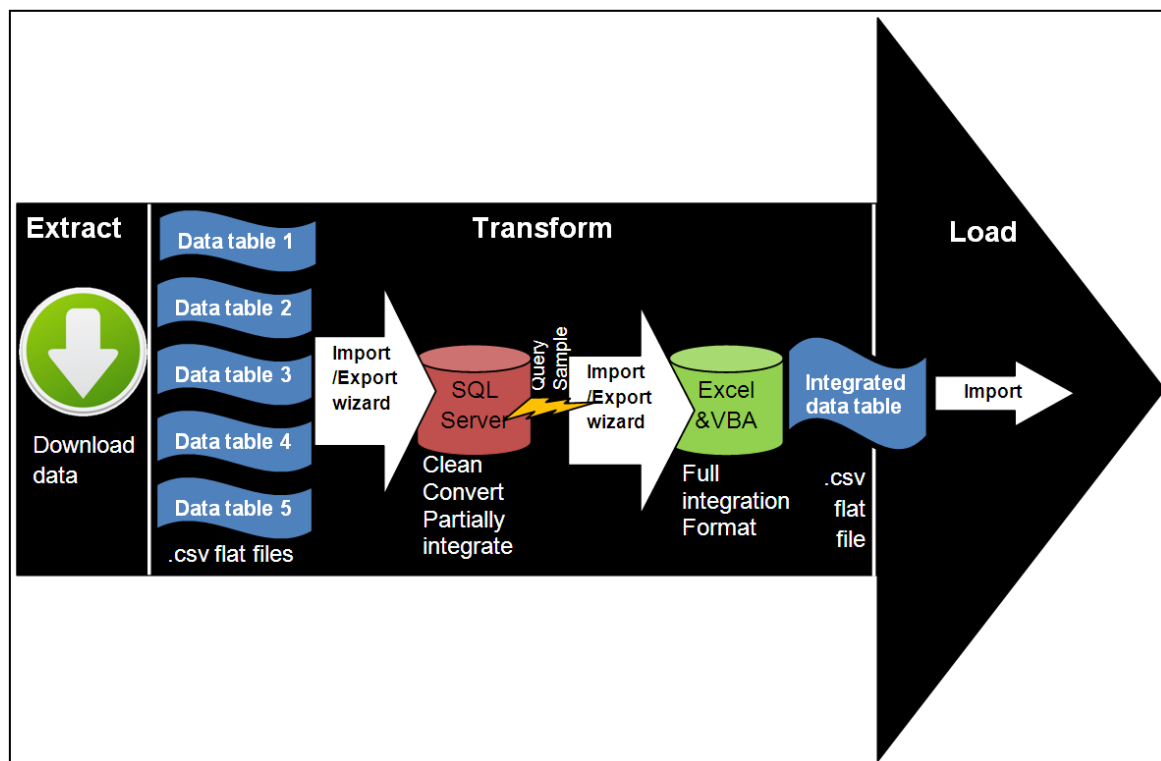 Extract
Download
data
Data table 1
Data table 2
Data table 3
Data table 4
Data table 5
.csv flat files
Transform
Import
/Export
wizard
SQL
Server
Clean
Convert
Partially
integrate
Query
Sample
Import
/Export
wizard
Excel
&VBA
Full
integration
Format
Integrated
data table
.csv
flat
file
Load
Import